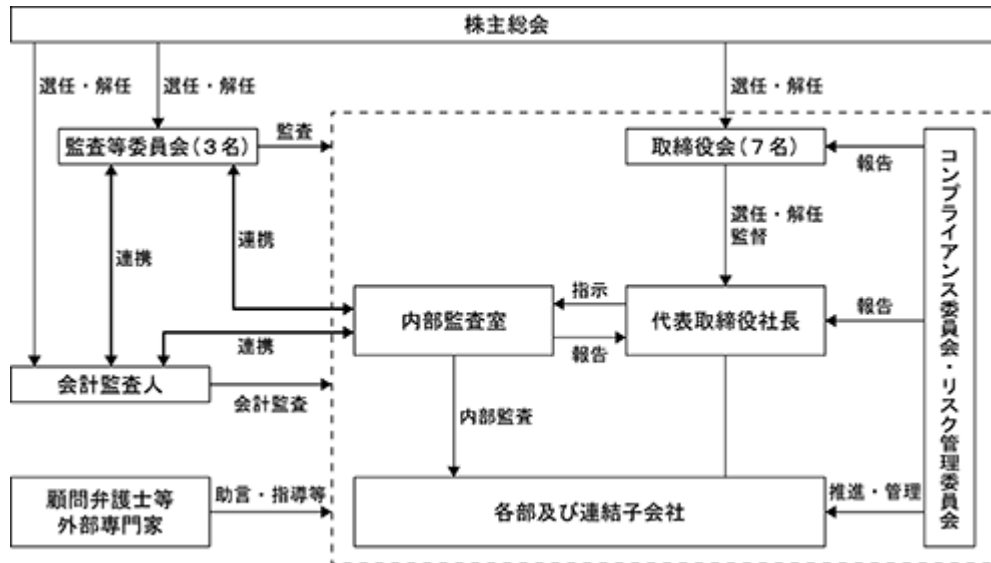 株主総会
選任・解任
選任・解任
選任・解任
監査等委員会(3名)
監査
取締役会(7名)
報告
コンプライアンス委員会・リスク管理委員会
連携
連携
選任・解任
監督
内部監査室
指示
報告
代表取締役社長
報告
連携
会計監査人
会計監査
内部監査
顧問弁護士等
外部専門家
助言・指導等
各部及び連結子会社
推進・管理